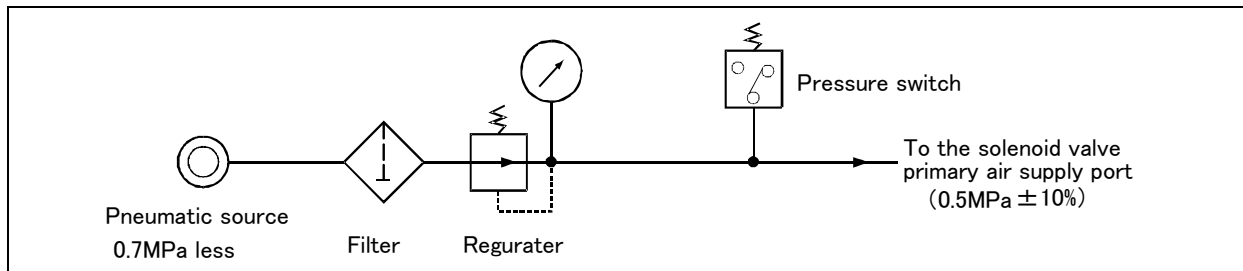 Pressure switch
To the solenoid valve
primary air supply port
(0.5MPa ±10%)
Pneumatic source
0.7MPa less
Filter
Regurater